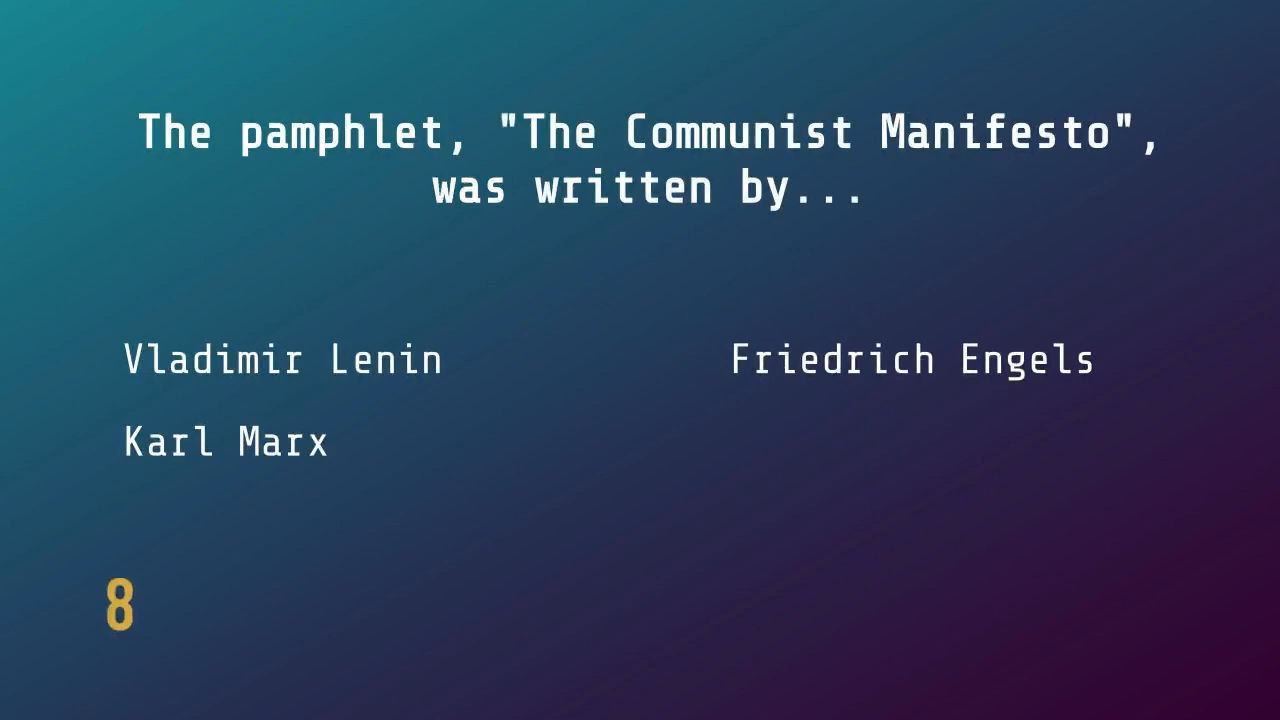 The pamphlet, "The Communist Manifesto",
was written by...
Vladimir Lenin
Friedrich Engels
Karl Marx
8